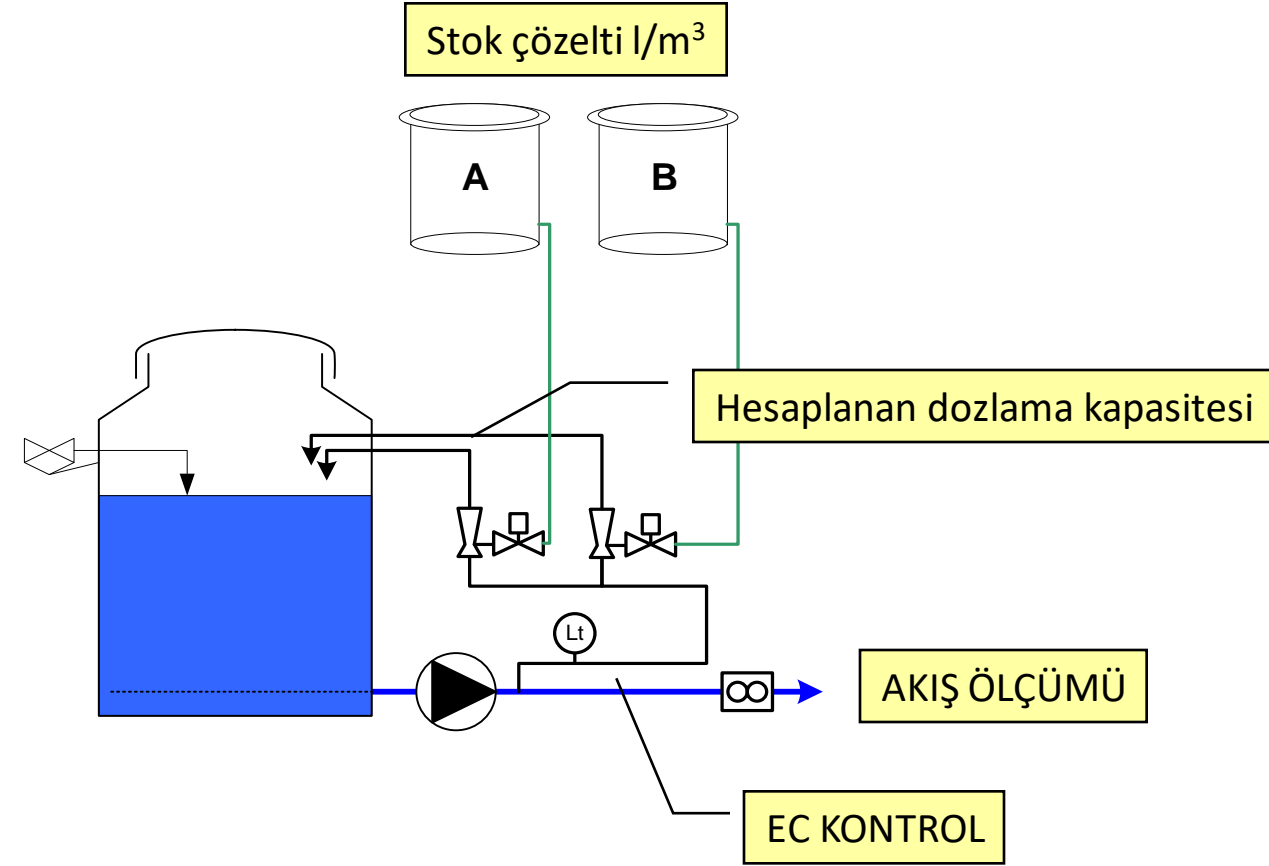 Stok çözelti l/m³
A
B
Hesaplanan dozlama kapasitesi
Lt
AKIŞ ÖLÇÜMÜ
EC KONTROL